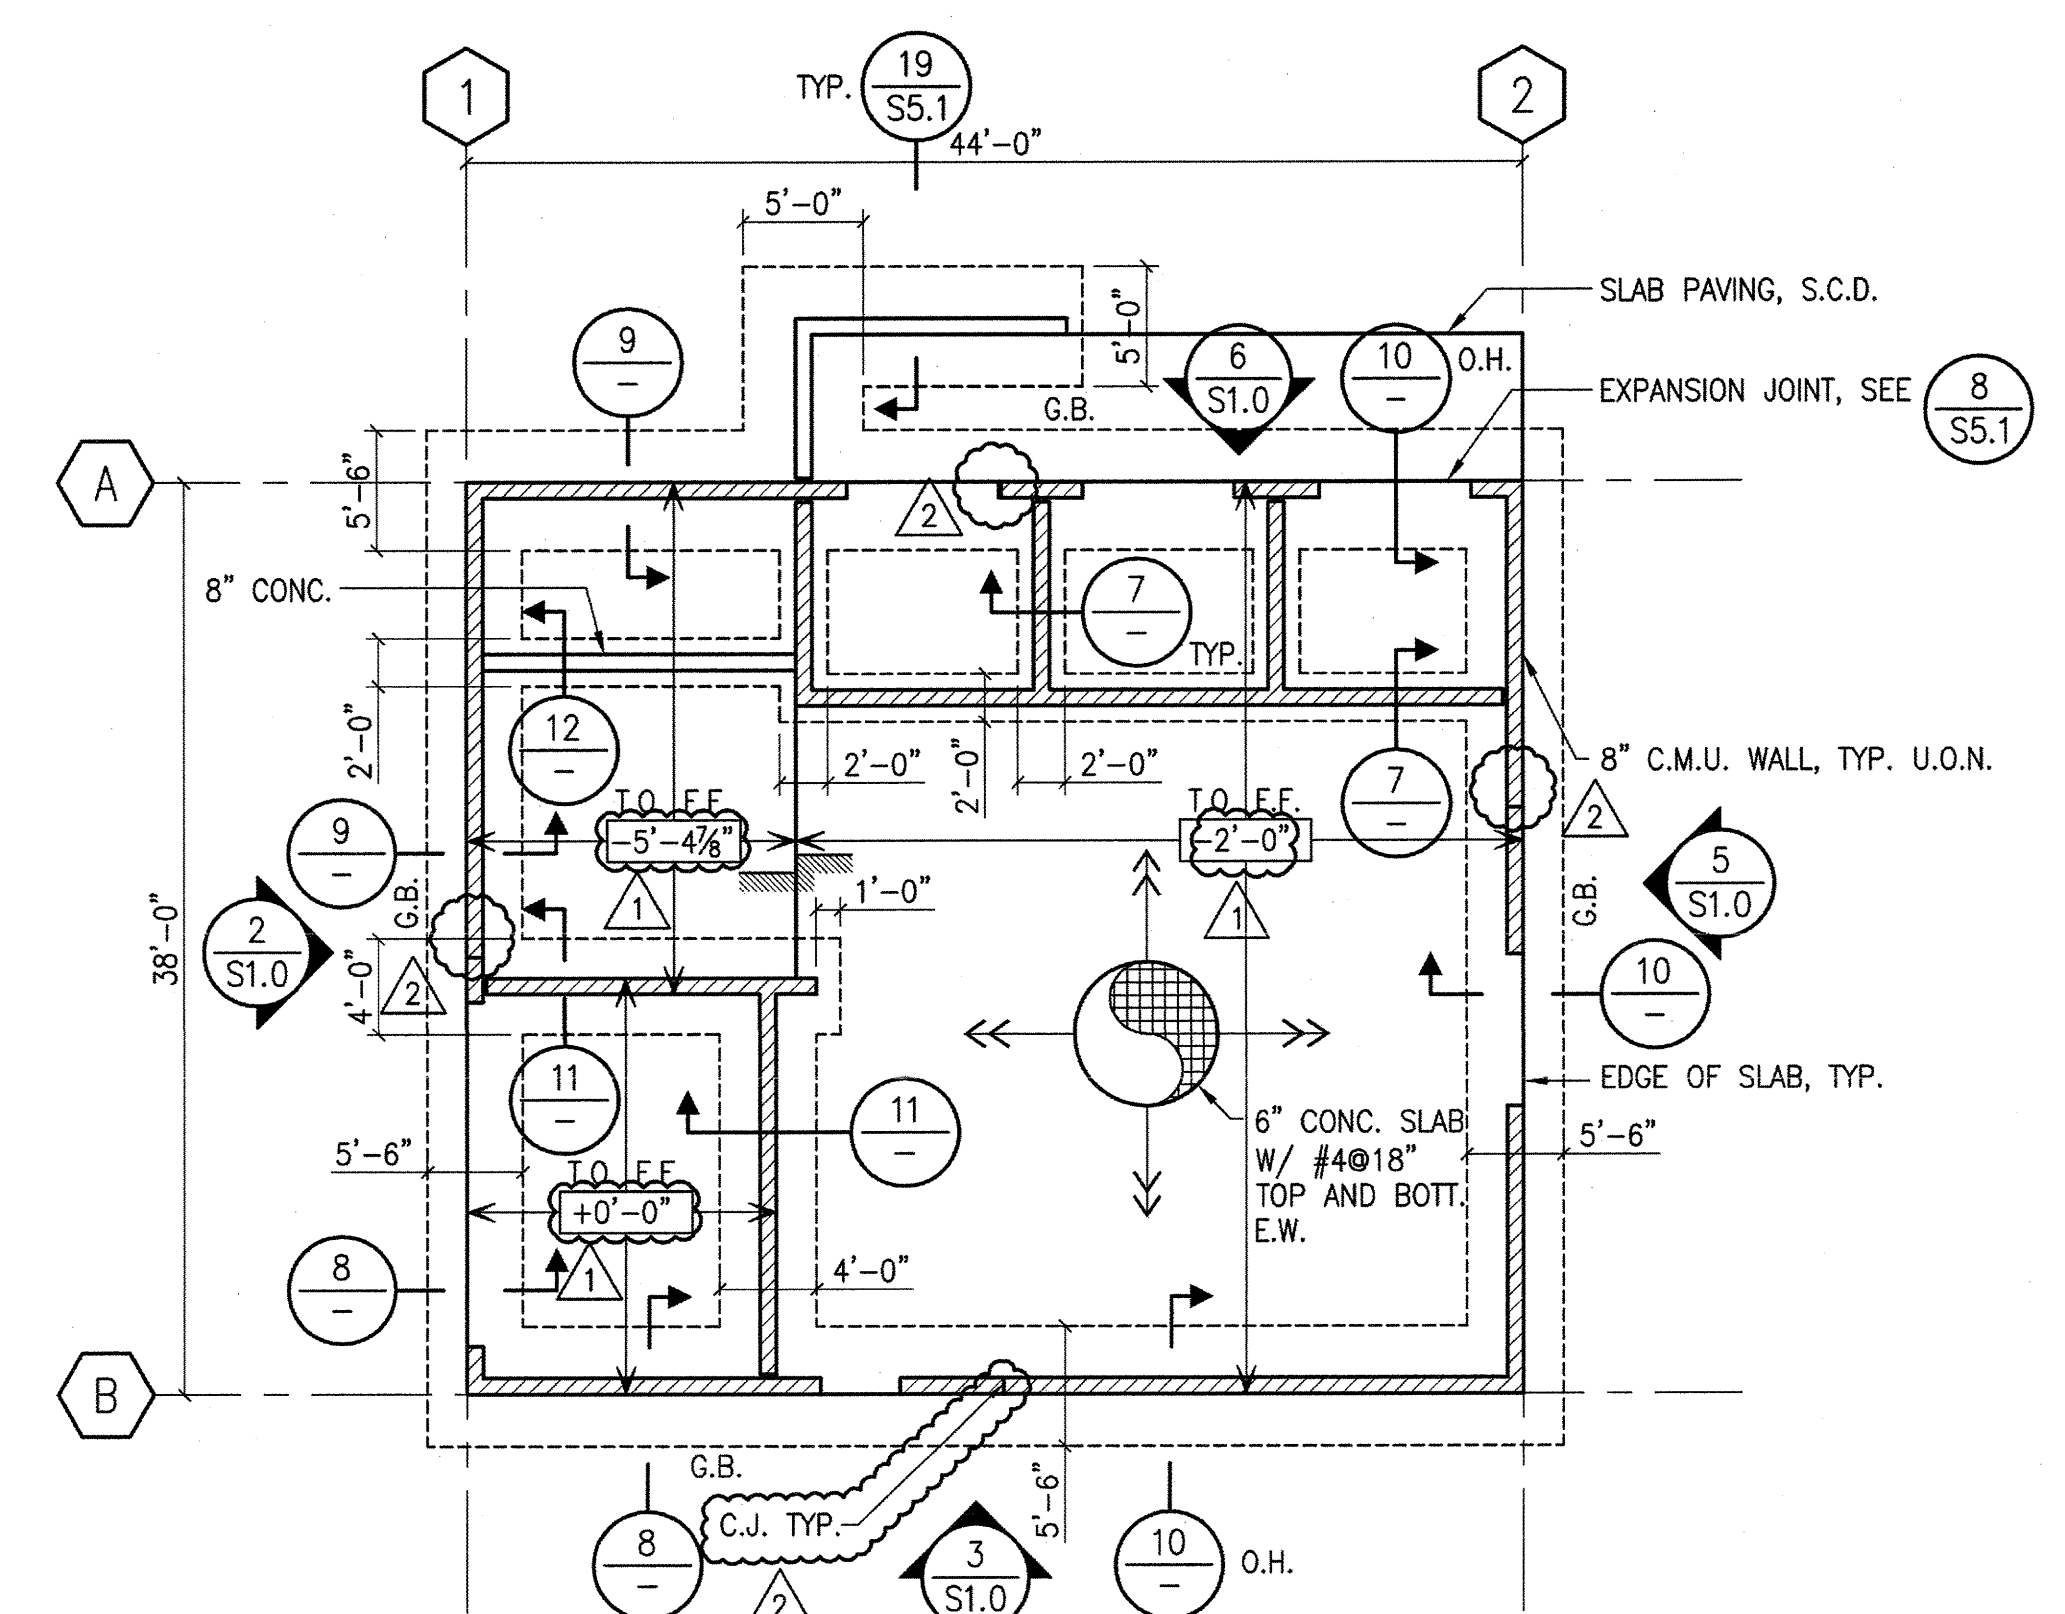 1
2
TYP.
19
S5.1
44'-0"
5'-0"
SLAB PAVING, S.C.D.
5'-0"
9
-
6
S1.0
10
-
O.H.
EXPANSION JOINT, SEE
8
S5.1
G.B.
A
5'-6"
2
8" CONC.
7
-
TYP.
12
-
2'-0"
2'-0"
2'-0"
2'-0"
7
-
8" C.M.U. WALL, TYP. U.O.N.
2
T.O. F.F.
-5'-4⅞"
1
T.O. F.F.
-2'-0"
1
9
-
G.B.
1'-0"
5
S1.0
G.B.
2
S1.0
38'-0"
4'-0"
2
10
-
11
-
11
-
EDGE OF SLAB, TYP.
6" CONC. SLAB
W/ #4@18"
TOP AND BOTT.
E.W.
5'-6"
5'-6"
T.O. F.F.
+0'-0"
1
8
-
4'-0"
B
G.B.
C.J. TYP.
2
8
-
3
S1.0
5'-6"
10
-
O.H.